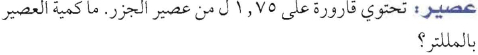 عصير: تحتوي قارورة على ١,٧٥ ل من عصير الجزر. ما كمية العصير
بالمللتر؟